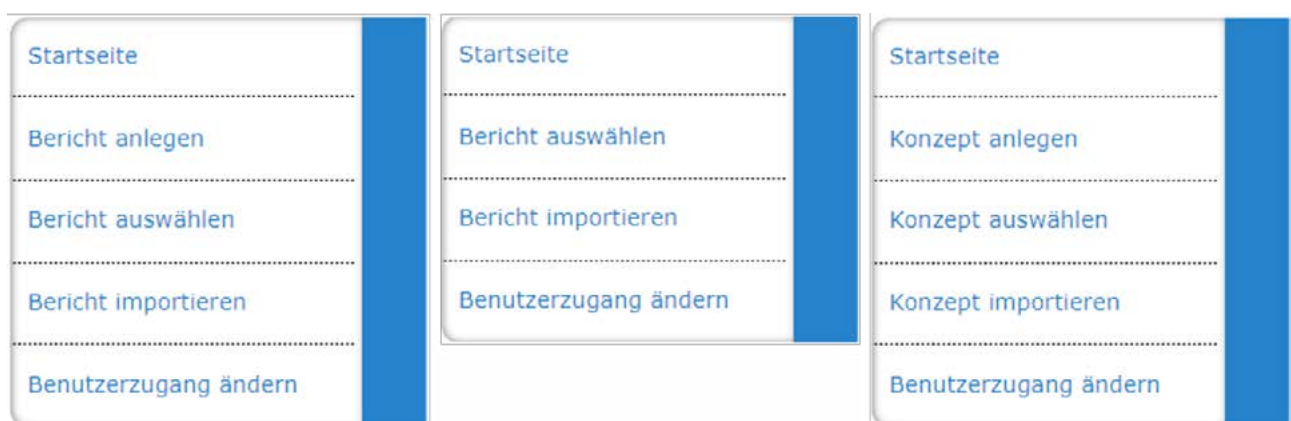 Startseite
Bericht anlegen
Bericht auswählen
Bericht importieren
Benutzerzugang ändern
Startseite
Bericht auswählen
Bericht importieren
Benutzerzugang ändern
Startseite
Konzept anlegen
Konzept auswählen
Konzept importieren
Benutzerzugang ändern